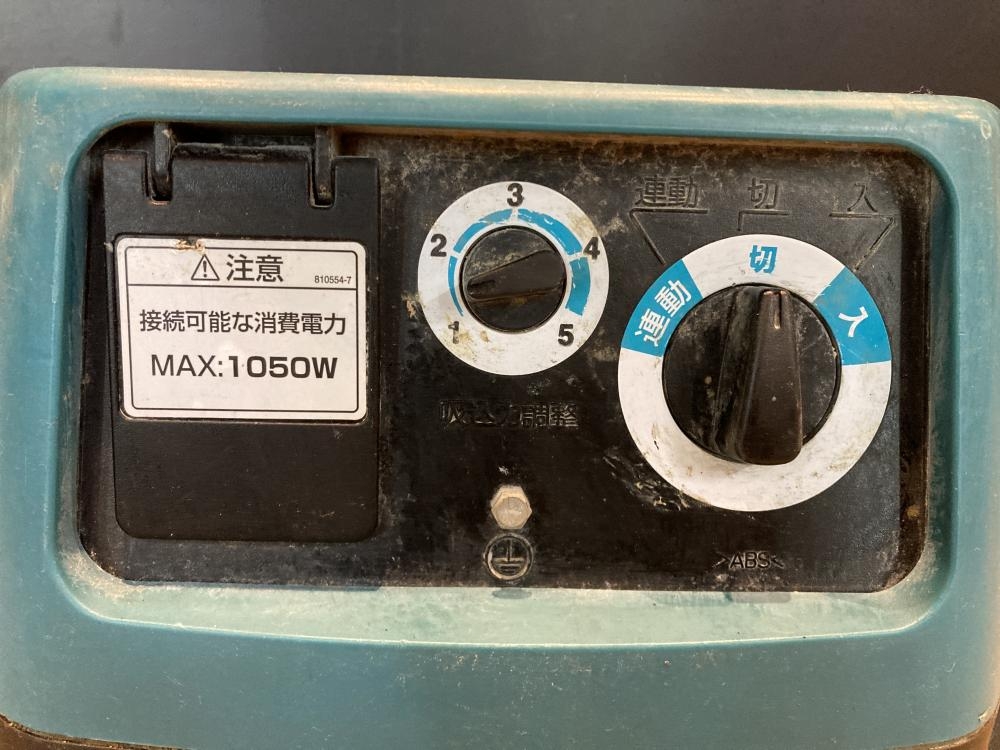 注意
810554-7
接続可能な消費電力
MAX:1050W
1
2
3
4
5
吸込力調整
連動 切 入
連動
切
入
>ABS<